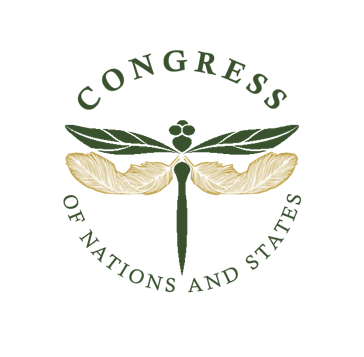 CONGRESS
OF NATIONS AND STATES